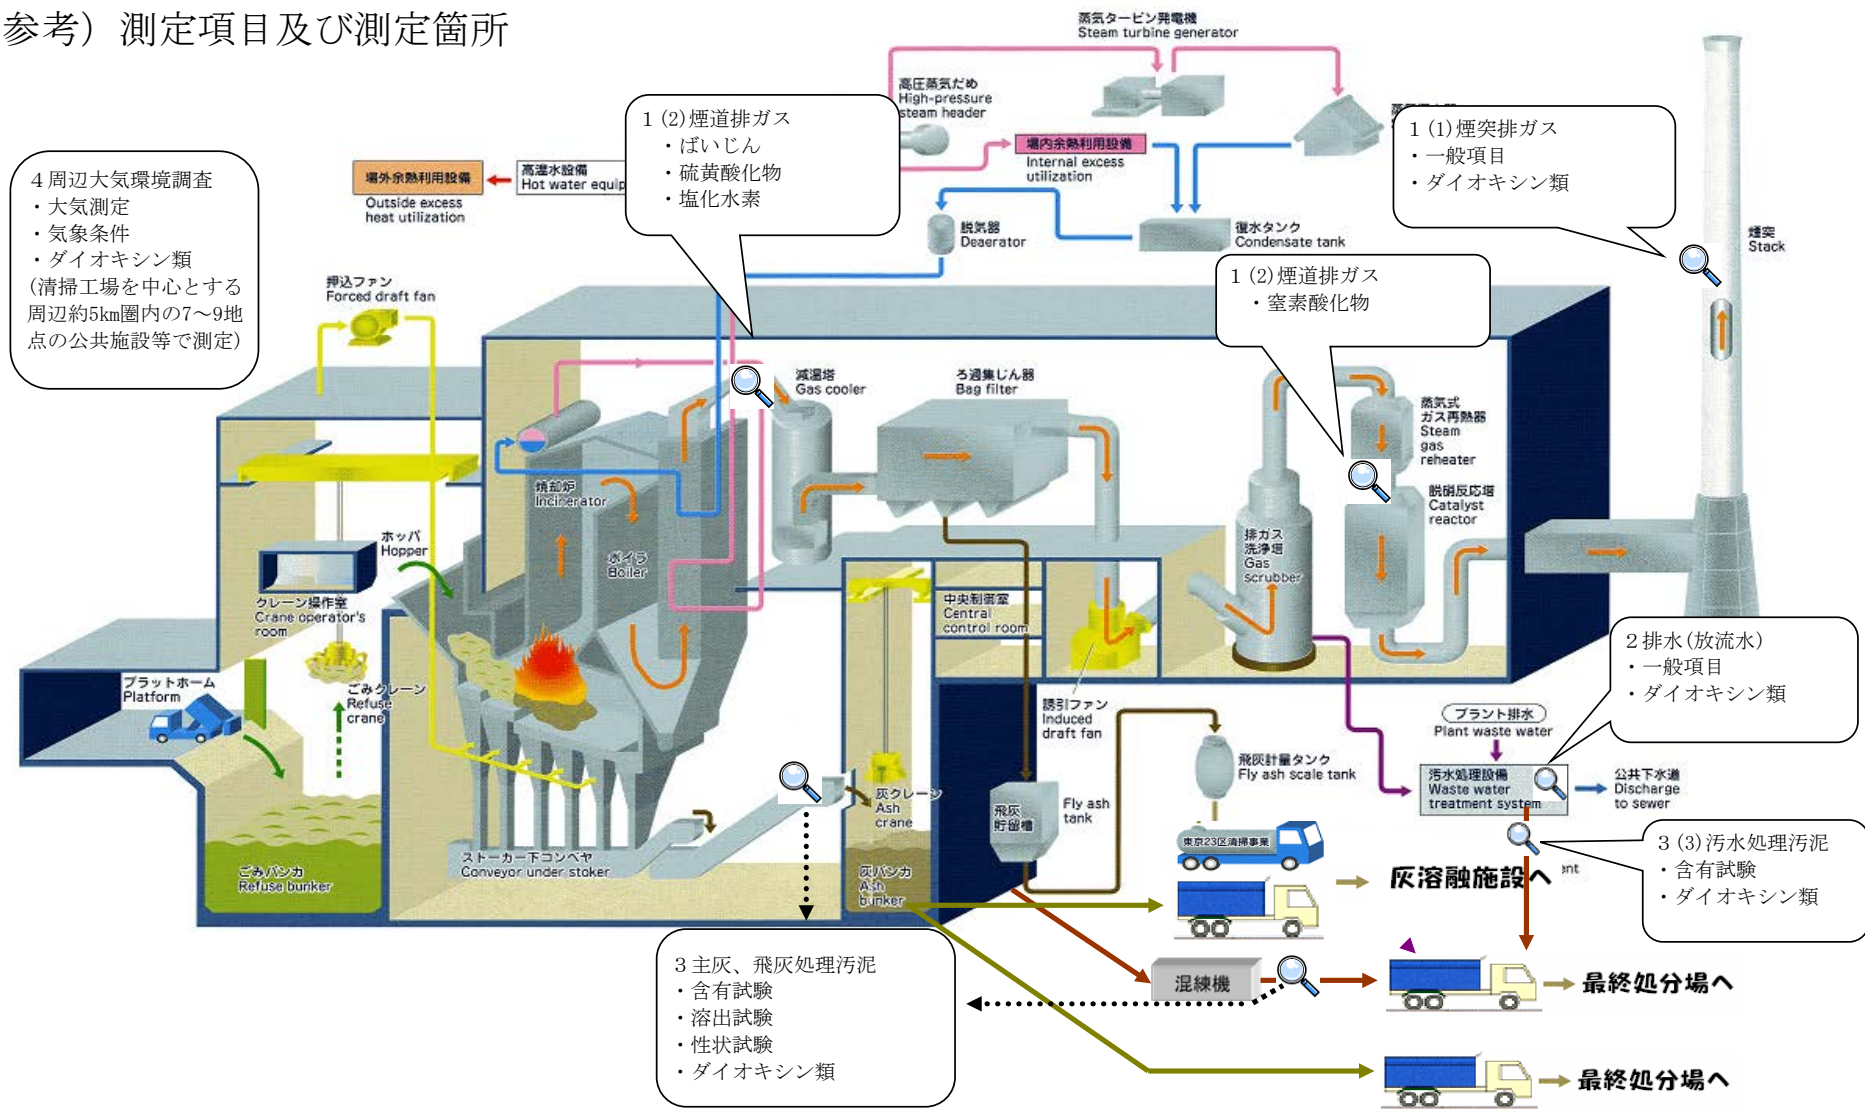 参考）測定項目及び測定箇所
蒸気タービン発電機
Steam turbine generator
高圧蒸気だめ
High-pressure
steam header
1 (2)煙道排ガス
・ばいじん
・硫黄酸化物
・塩化水素
1 (1)煙突排ガス
・一般項目
・ダイオキシン類
4 周辺大気環境調査
・大気測定
・気象条件
・ダイオキシン類
(清掃工場を中心とする
周辺約5km圏内の7～9地
点の公共施設等で測定)
場外余熱利用設備
Outside excess
heat utilization
高温水設備
Hot water equip
場内余熱利用設備
Internal excess
utilization
脱気器
Deaerator
復水タンク
Condensate tank
煙突
Stack
1 (2)煙道排ガス
・窒素酸化物
押込ファン
Forced draft fan
減温塔
Gas cooler
ろ過集じん器
Bag filter
蒸気式
ガス再熱器
Steam
gas
reheater
焼却炉
Incinerator
脱硝反応塔
Catalyst
reactor
ホッパ
Hopper
ボイラ
Boiler
排ガス
洗浄塔
Gas
scrubber
クレーン操作室
Crane operator's
room
中央制御室
Central
control room
2 排水(放流水)
・一般項目
・ダイオキシン類
プラットホーム
Platform
ごみクレーン
Refuse
crane
誘引ファン
Induced
draft fan
プラント排水
Plant waste water
飛灰計量タンク
Fly ash scale tank
汚水処理設備
Waste water
treatment system
公共下水道
Discharge
to sewer
灰クレーン
Ash
crane
飛灰
貯留槽
Fly ash
tank
東京23区清掃事業
3 (3)汚水処理汚泥
・含有試験
・ダイオキシン類
ストーカー下コンベヤ
Conveyor under stoker
ごみバンカ
Refuse bunker
灰バンカ
Ash
bunker
灰溶融施設へ
ent
3 主灰、飛灰処理汚泥
・含有試験
・溶出試験
・性状試験
・ダイオキシン類
混練機
最終処分場へ
最終処分場へ